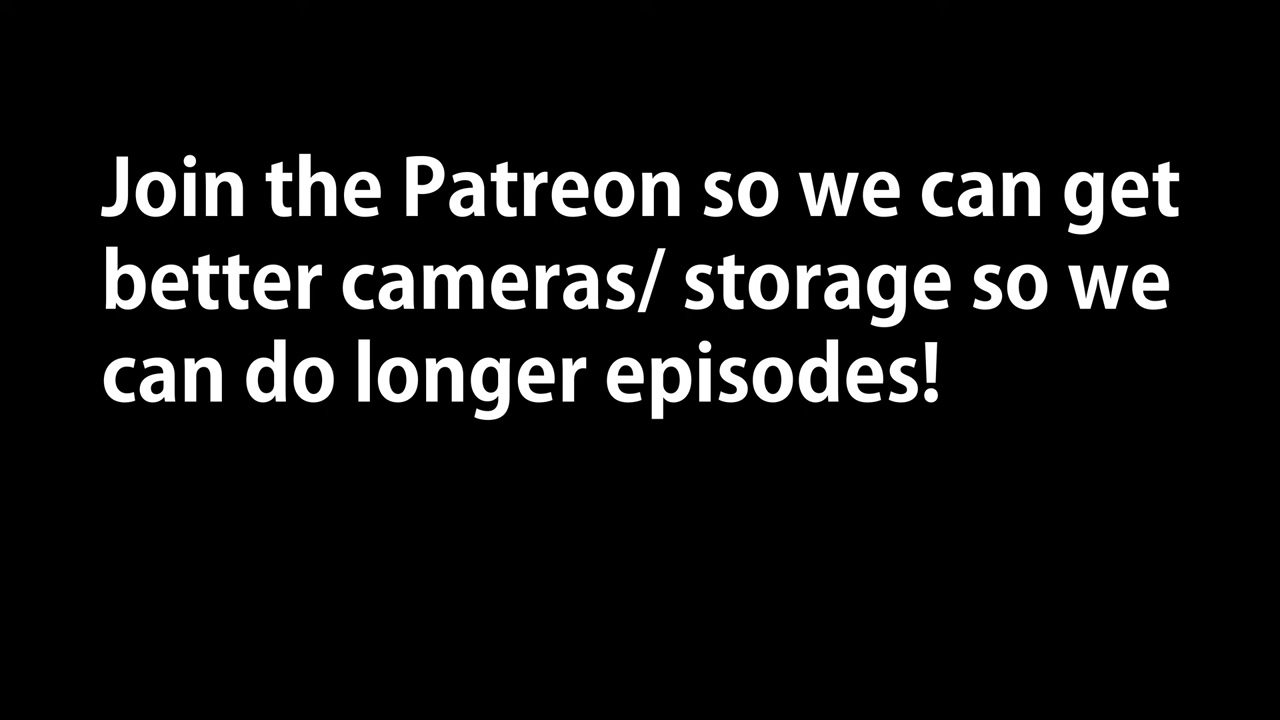 Join the Patreon so we can get
better cameras/ storage so we
can do longer episodes!